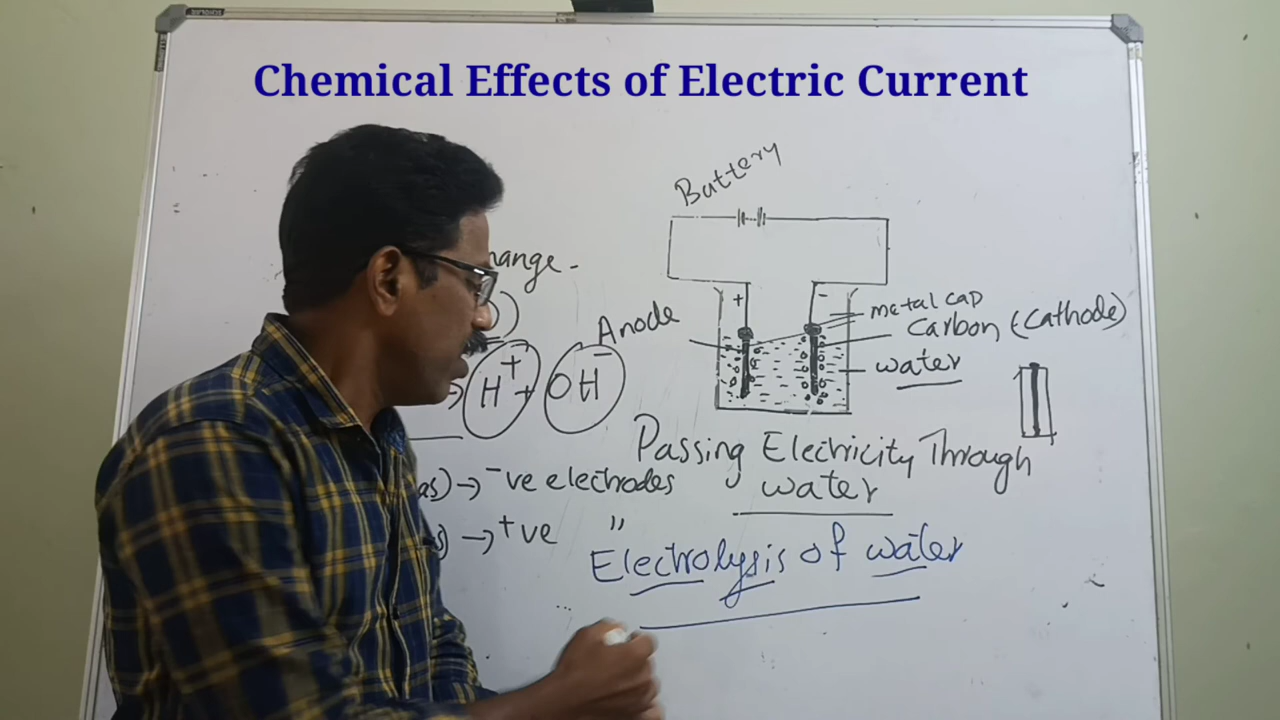 Chemical Effects of Electric Current
Battery
+ -
Anode
metal cap
Carbon (Cathode)
water
H⁺ + OH⁻
→ -ve electrodes
→ +ve "
Passing Electricity Through
water
Electrolysis of water